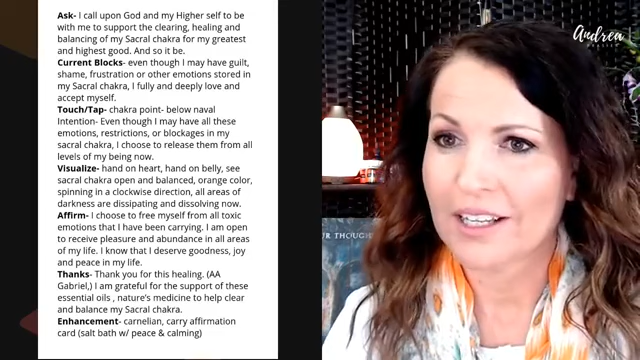 Ask- I call upon God and my Higher self to be
with me to support the clearing, healing and
balancing of my Sacral chakra for my greatest
and highest good. And so it be.
Current Blocks- even though I may have guilt,
shame, frustration or other emotions stored in
my Sacral chakra, I fully and deeply love and
accept myself.
Touch/Tap- chakra point- below naval
Intention- Even though I may have all these
emotions, restrictions, or blockages in my
sacral chakra, I choose to release them from all
levels of my being now.
Visualize- hand on heart, hand on belly, see
sacral chakra open and balanced, orange color,
spinning in a clockwise direction, all areas of
darkness are dissipating and dissolving now.
Affirm- I choose to free myself from all toxic
emotions that I have been carrying. I am open
to receive pleasure and abundance in all areas
of my life. I know that I deserve goodness, joy
and peace in my life.
Thanks- Thank you for this healing. (AA
Gabriel,) I am grateful for the support of these
essential oils , nature's medicine to help clear
and balance my Sacral chakra.
Enhancement- carnelian, carry affirmation
card (salt bath w/ peace & calming)
Andrea
UR THOUGH